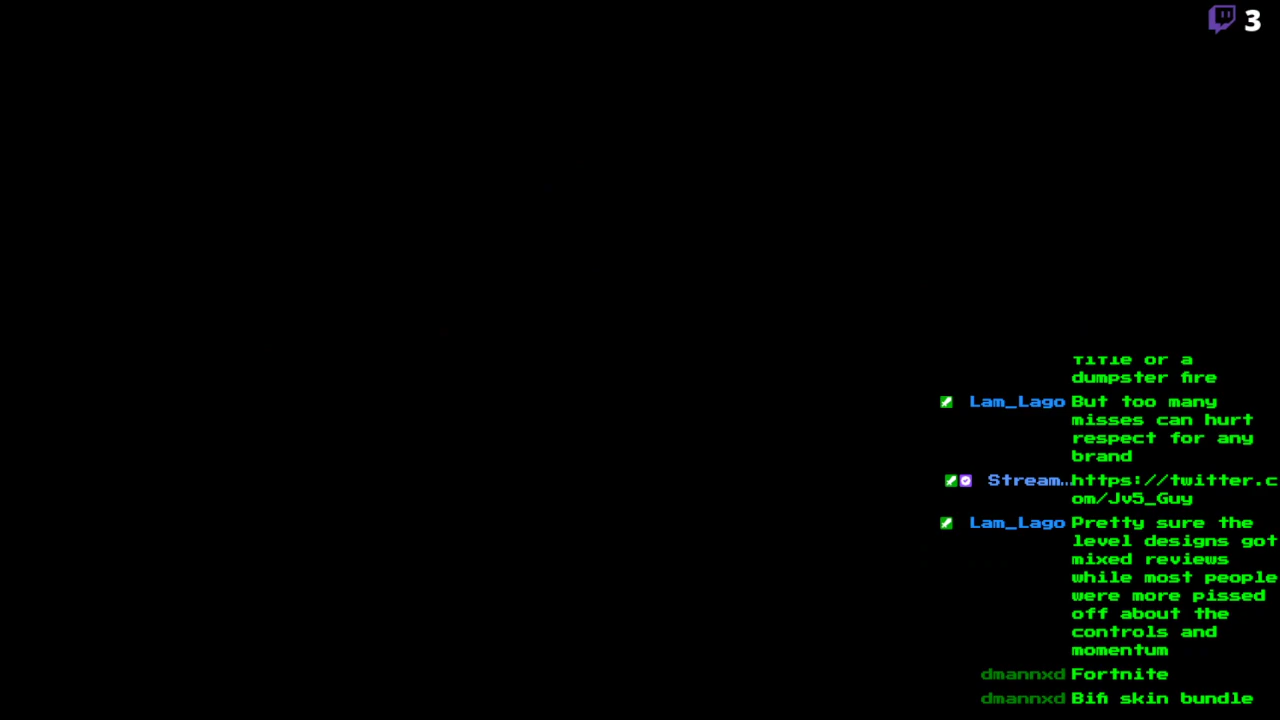 3
Title or a
dumpster fire
Lam_Lago But too many
misses can hurt
respect for any
brand
Stream… https://twitter.c
om/Jv5_Guy
Lam_Lago Pretty sure the
level designs got
mixed reviews
while most people
were more pissed
off about the
controls and
momentum
dmannxd Fortnite
dmannxd Bifi skin bundle